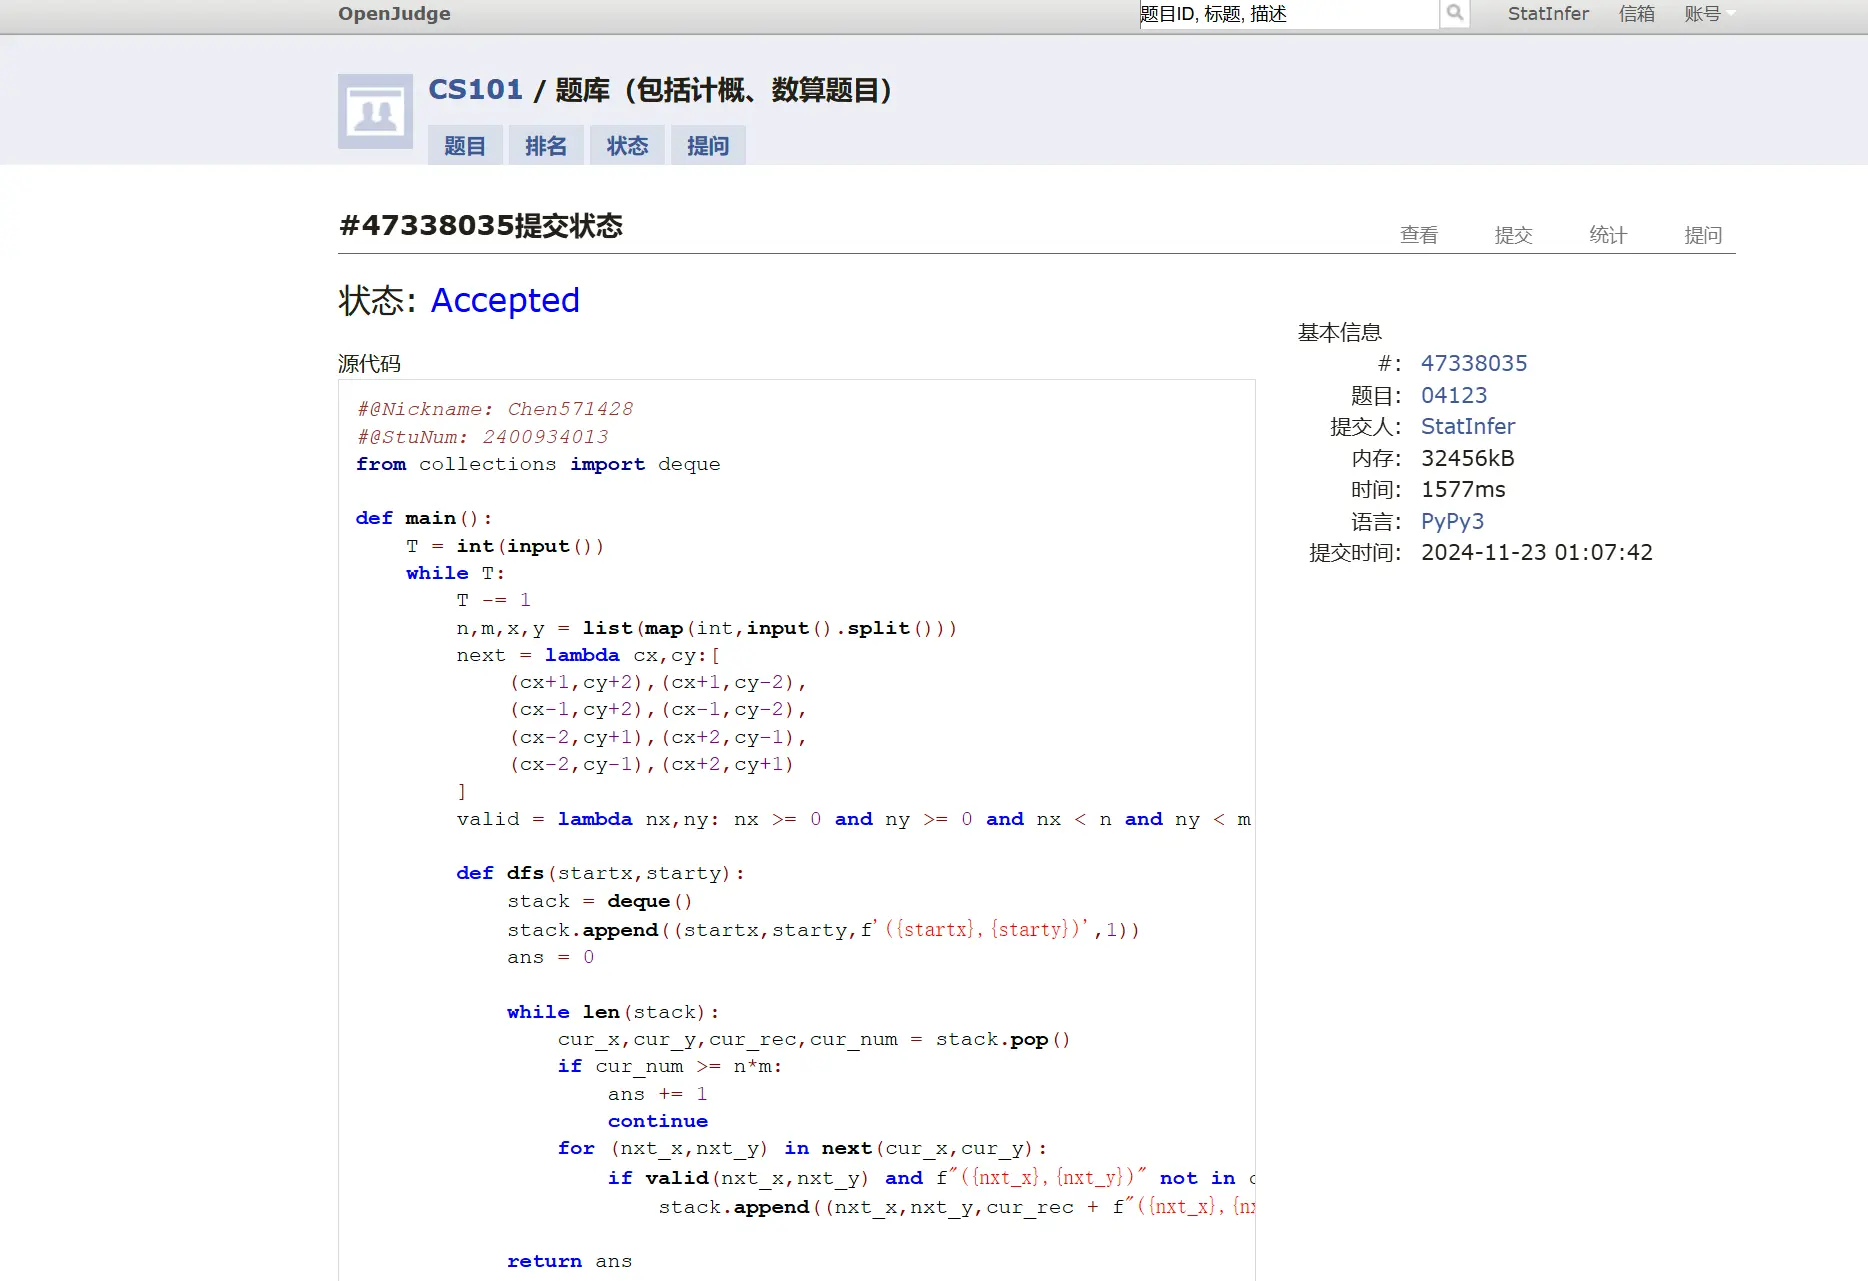 OpenJudge
题目ID, 标题, 描述
StatInfer 信箱 账号
CS101 / 题库（包括计概、数算题目）
题目 排名 状态 提问
#47338035提交状态
查看 提交 统计 提问
状态: Accepted
源代码
#@Nickname: Chen571428
#@StuNum: 2400934013
from collections import deque
def main():
    T = int(input())
    while T:
        T -= 1
        n,m,x,y = list(map(int,input().split()))
        next = lambda cx,cy:[
            (cx+1,cy+2),(cx+1,cy-2),
            (cx-1,cy+2),(cx-1,cy-2),
            (cx-2,cy+1),(cx+2,cy-1),
            (cx-2,cy-1),(cx+2,cy+1)
        ]
        valid = lambda nx,ny: nx >= 0 and ny >= 0 and nx < n and ny < m
        def dfs(startx,starty):
            stack = deque()
            stack.append((startx,starty,f'({startx},{starty})',1))
            ans = 0
            while len(stack):
                cur_x,cur_y,cur_rec,cur_num = stack.pop()
                if cur_num >= n*m:
                    ans += 1
                    continue
                for (nxt_x,nxt_y) in next(cur_x,cur_y):
                    if valid(nxt_x,nxt_y) and f"({nxt_x},{nxt_y})" not in
                        stack.append((nxt_x,nxt_y,cur_rec + f"({nxt_x},
            return ans
基本信息
#: 47338035
题目: 04123
提交人: StatInfer
内存: 32456kB
时间: 1577ms
语言: PyPy3
提交时间: 2024-11-23 01:07:42